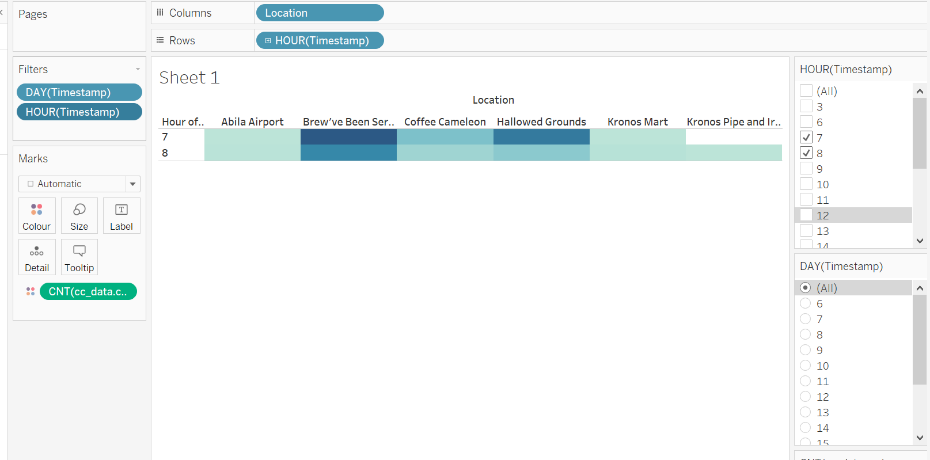 Pages
Columns
Location
Rows
HOUR(Timestamp)
Filters
DAY(Timestamp)
HOUR(Timestamp)
Marks
Automatic
Colour
Size
Label
Detail
Tooltip
CNT(cc_data.c..
Sheet 1
Location
Hour of.. Abila Airport Brew've Been Ser.. Coffee Cameleon Hallowed Grounds Kronos Mart Kronos Pipe and Ir..
7
8
HOUR(Timestamp)
(All)
3
6
7
8
9
10
11
12
13
14
DAY(Timestamp)
(All)
6
7
8
9
10
11
12
13
14
15